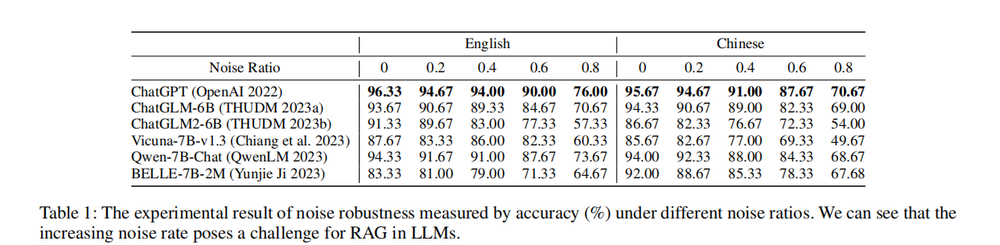 English Chinese
Noise Ratio 0 0.2 0.4 0.6 0.8 0 0.2 0.4 0.6 0.8
ChatGPT (OpenAI 2022) 96.33 94.67 94.00 90.00 76.00 95.67 94.67 91.00 87.67 70.67
ChatGLM-6B (THUDM 2023a) 93.67 90.67 89.33 84.67 70.67 94.33 90.67 89.00 82.33 69.00
ChatGLM2-6B (THUDM 2023b) 91.33 89.67 83.00 77.33 57.33 86.67 82.33 76.67 72.33 54.00
Vicuna-7B-v1.3 (Chiang et al. 2023) 87.67 83.33 86.00 82.33 60.33 85.67 82.67 77.00 69.33 49.67
Qwen-7B-Chat (QwenLM 2023) 94.33 91.67 91.00 87.67 73.67 94.00 92.33 88.00 84.33 68.67
BELLE-7B-2M (Yunjie Ji 2023) 83.33 81.00 79.00 71.33 64.67 92.00 88.67 85.33 78.33 67.68
Table 1: The experimental result of noise robustness measured by accuracy (%) under different noise ratios. We can see that the
increasing noise rate poses a challenge for RAG in LLMs.